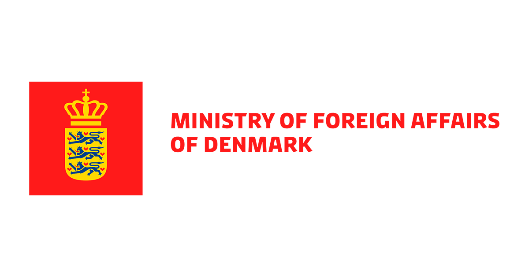 MINISTRY OF FOREIGN AFFAIRS
OF DENMARK